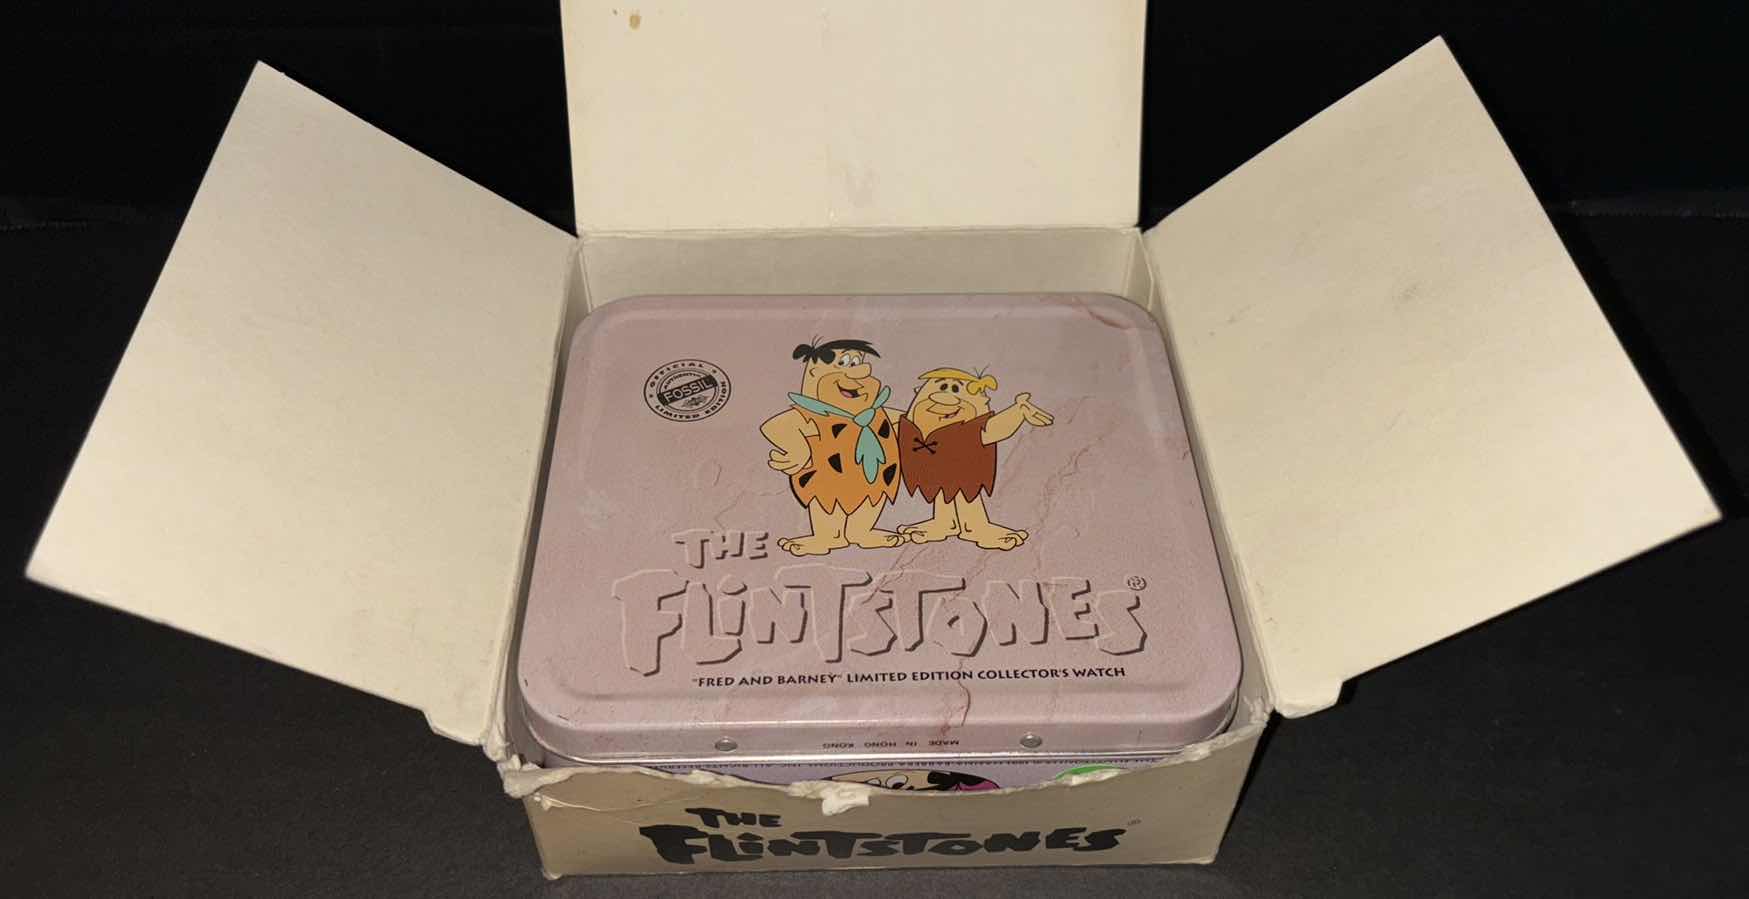 OFFICIAL
AUTHENTIC
FOSSIL
LIMITED EDITION
THE
FLINTSTONES®
"FRED AND BARNEY" LIMITED EDITION COLLECTOR'S WATCH
MADE IN HONG KONG
THE
FLINTSTONES®